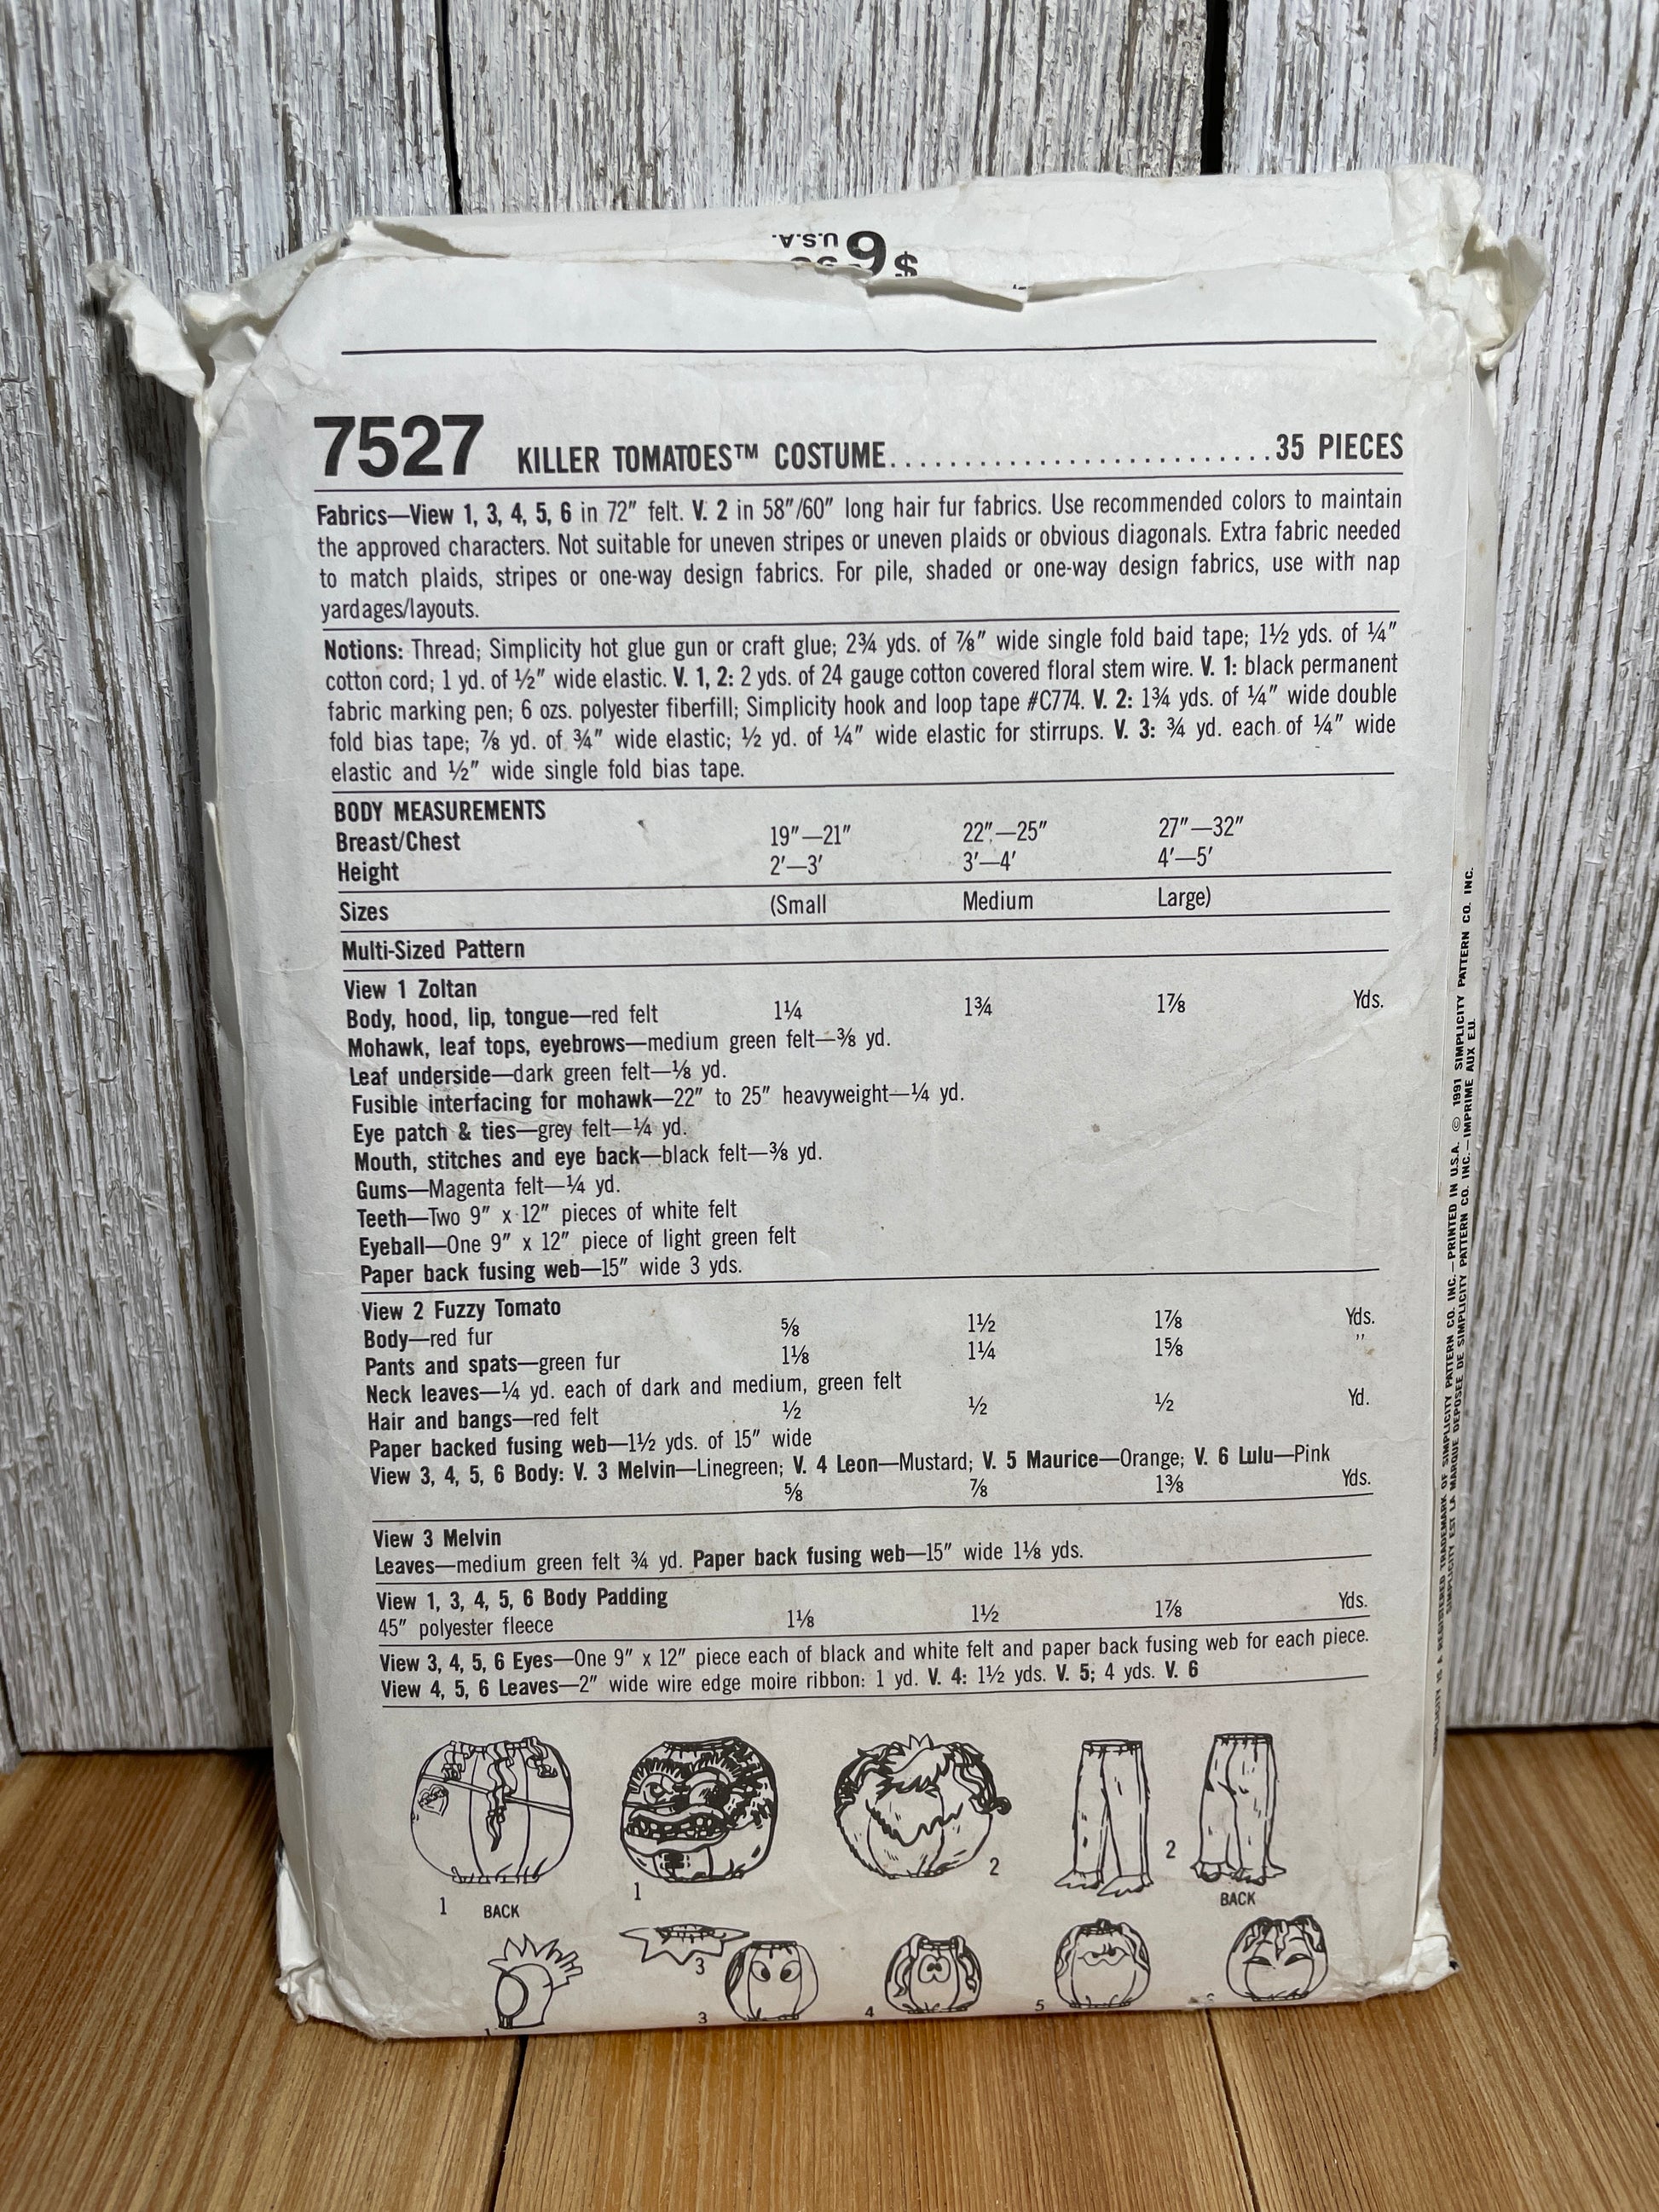 $6
U.S.A.
7527 KILLER TOMATOES™ COSTUME..........................35 PIECES
Fabrics—View 1, 3, 4, 5, 6 in 72″ felt. V. 2 in 58″/60″ long hair fur fabrics. Use recommended colors to maintain
the approved characters. Not suitable for uneven stripes or uneven plaids or obvious diagonals. Extra fabric needed
to match plaids, stripes or one-way design fabrics. For pile, shaded or one-way design fabrics, use with nap
yardages/layouts.
Notions: Thread; Simplicity hot glue gun or craft glue; 2¾ yds. of ⅞″ wide single fold baid tape; 1½ yds. of ¼″
cotton cord; 1 yd. of ½″ wide elastic. V. 1, 2: 2 yds. of 24 gauge cotton covered floral stem wire. V. 1: black permanent
fabric marking pen; 6 ozs. polyester fiberfill; Simplicity hook and loop tape #C774. V. 2: 1¾ yds. of ¼″ wide double
fold bias tape; ⅞ yd. of ¾″ wide elastic; ½ yd. of ¼″ wide elastic for stirrups. V. 3: ¾ yd. each of ¼″ wide
elastic and ½″ wide single fold bias tape.
BODY MEASUREMENTS
Breast/Chest 19″—21″ 22″—25″ 27″—32″
Height 2′—3′ 3′—4′ 4′—5′
Sizes (Small Medium Large)
Multi-Sized Pattern
View 1 Zoltan
Body, hood, lip, tongue—red felt 1¼ 1¾ 1⅞ Yds.
Mohawk, leaf tops, eyebrows—medium green felt—⅜ yd.
Leaf underside—dark green felt—⅛ yd.
Fusible interfacing for mohawk—22″ to 25″ heavyweight—¼ yd.
Eye patch & ties—grey felt—¼ yd.
Mouth, stitches and eye back—black felt—⅜ yd.
Gums—Magenta felt—¼ yd.
Teeth—Two 9″ x 12″ pieces of white felt
Eyeball—One 9″ x 12″ piece of light green felt
Paper back fusing web—15″ wide 3 yds.
View 2 Fuzzy Tomato
Body—red fur ⅝ 1½ 1⅞ Yds.
Pants and spats—green fur 1⅛ 1¼ 1⅝ ″
Neck leaves—¼ yd. each of dark and medium, green felt
Hair and bangs—red felt ½ ½ ½ Yd.
Paper backed fusing web—1½ yds. of 15″ wide
View 3, 4, 5, 6 Body: V. 3 Melvin—Linegreen; V. 4 Leon—Mustard; V. 5 Maurice—Orange; V. 6 Lulu—Pink
⅝ ⅞ 1⅜ Yds.
View 3 Melvin
Leaves—medium green felt ¾ yd. Paper back fusing web—15″ wide 1⅛ yds.
View 1, 3, 4, 5, 6 Body Padding
45″ polyester fleece 1⅛ 1½ 1⅞ Yds.
View 3, 4, 5, 6 Eyes—One 9″ x 12″ piece each of black and white felt and paper back fusing web for each piece.
View 4, 5, 6 Leaves—2″ wide wire edge moire ribbon: 1 yd. V. 4: 1½ yds. V. 5; 4 yds. V. 6
1 BACK
1
2
2
BACK
1
3
3
4
5
SIMPLICITY IS A REGISTERED TRADEMARK OF SIMPLICITY PATTERN CO. INC.—PRINTED IN U.S.A. © 1991 SIMPLICITY PATTERN CO. INC.
SIMPLICITY EST LA MARQUE DEPOSEE DE SIMPLICITY PATTERN CO. INC.—IMPRIME AUX E.U.